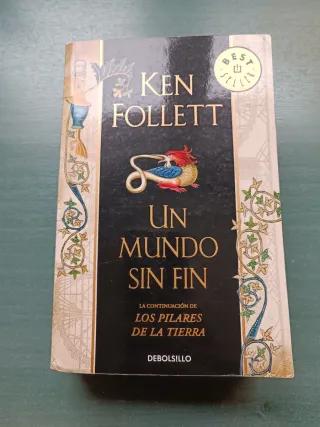 BEST
SELLER
KEN
FOLLETT
UN
MUNDO
SIN FIN
LA CONTINUACIÓN DE
LOS PILARES
DE LA TIERRA
DEBOLSILLO